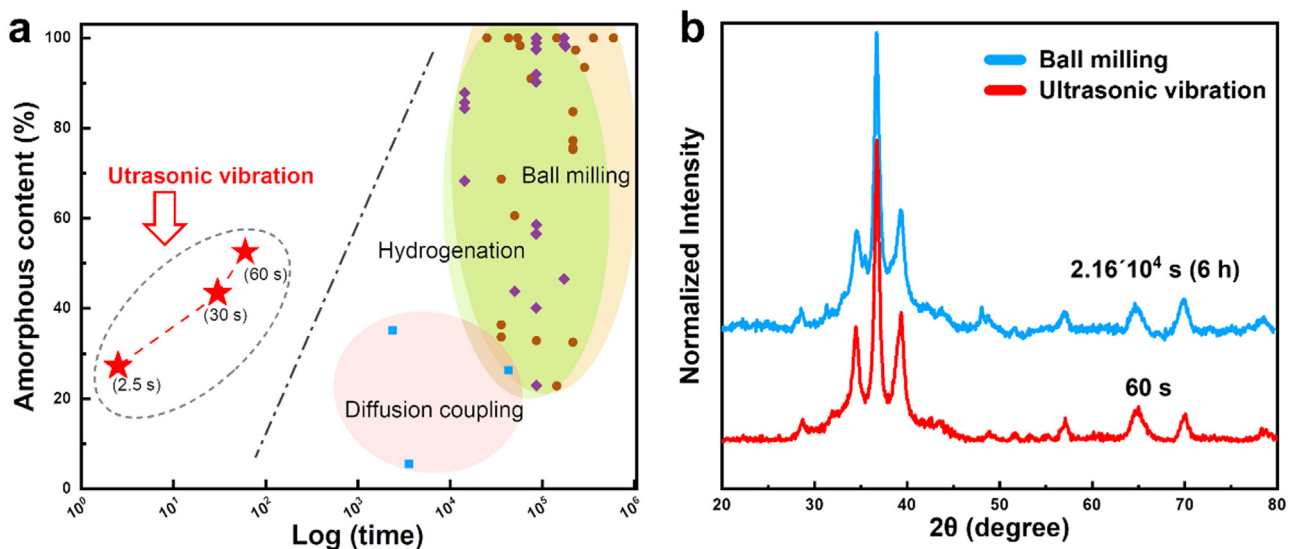 a
Amorphous content (%)
100
80
60
40
20
0
10⁰
10¹
10²
10³
10⁴
10⁵
10⁶
Log (time)
Utrasonic vibration
(60 s)
(30 s)
(2.5 s)
Hydrogenation
Ball milling
Diffusion coupling
b
Normalized Intensity
Ball milling
Ultrasonic vibration
2.16´10⁴ s (6 h)
60 s
20
30
40
50
60
70
80
2θ (degree)